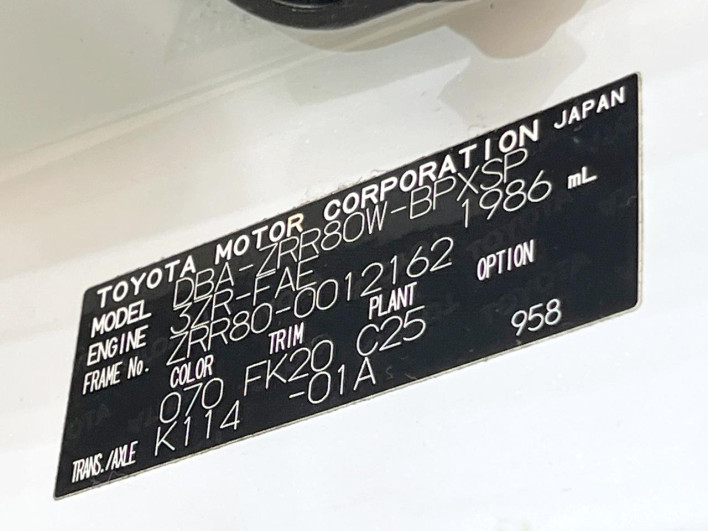 TOYOTA MOTOR CORPORATION JAPAN
MODEL DBA-ZRR80W-BPXSP
ENGINE 3ZR-FAE 1986 mL
FRAME No. ZRR80-0012162
COLOR TRIM PLANT OPTION
070 FK20 C25 958
TRANS./AXLE K114 -01A